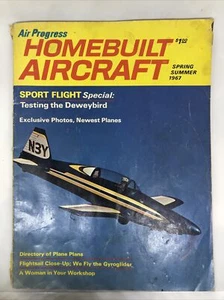 Air Progress
HOMEBUILT
AIRCRAFT
$1.00
SPRING
SUMMER
1967
SPORT FLIGHT Special:
Testing the Deweybird
Exclusive Photos, Newest Planes
N3Y
Directory of Plane Plans
Flightsail Close-Up; We Fly the Gyroglider
A Woman in Your Workshop